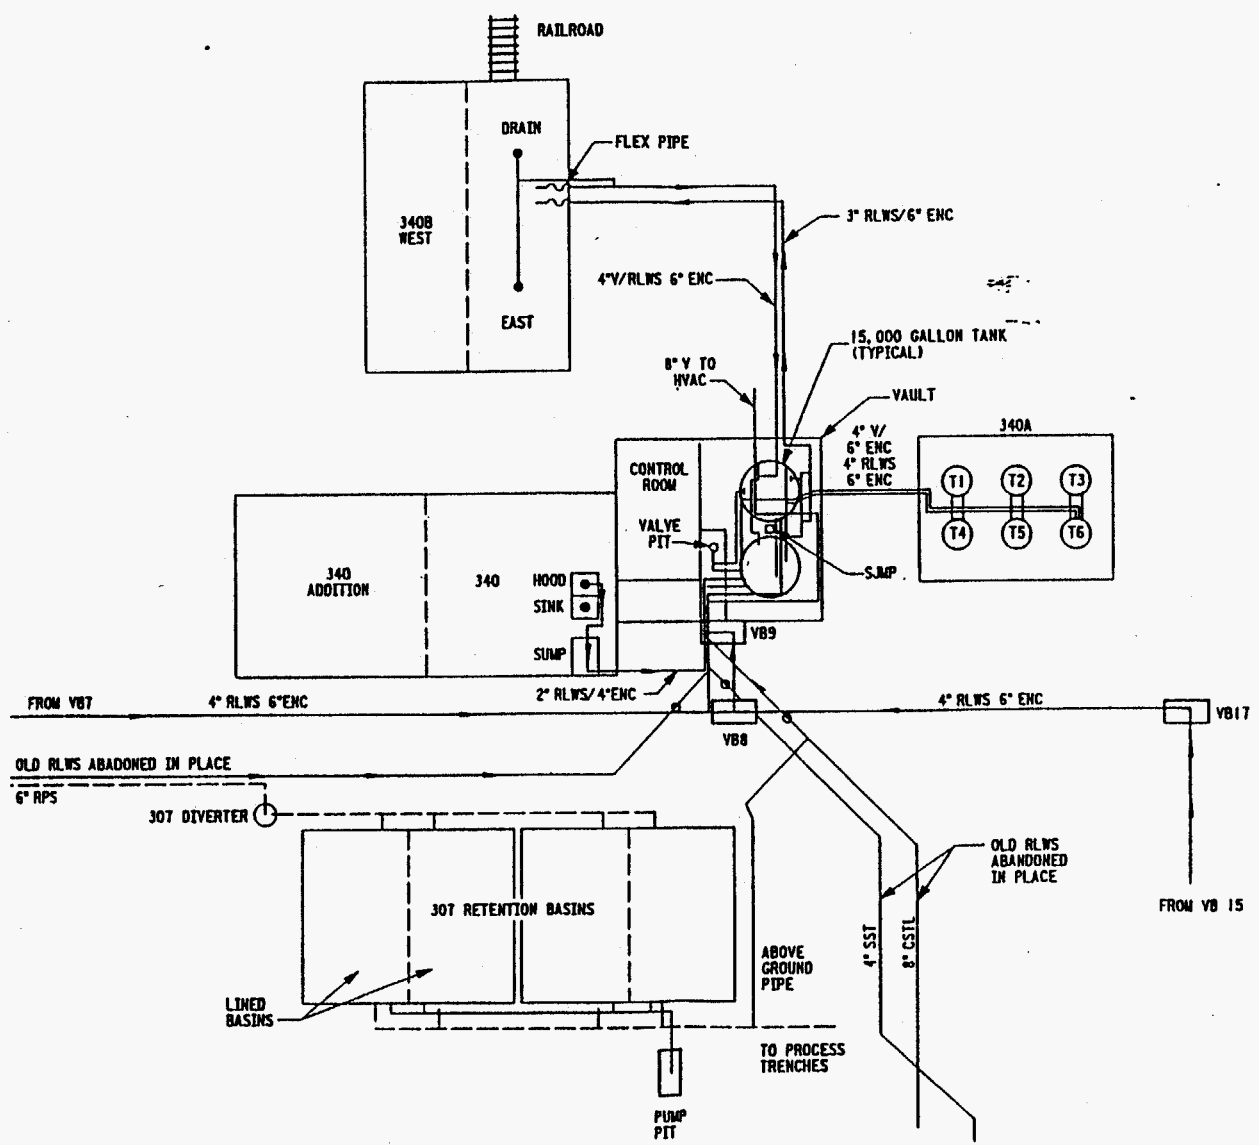 RAILROAD
DRAIN
FLEX PIPE
340B
WEST
3" RLWS/6" ENC
4"V/RLWS 6" ENC
EAST
15,000 GALLON TANK
(TYPICAL)
8" V TO
HVAC
VAULT
4" V/
6" ENC
4" RLWS
6" ENC
340A
CONTROL
ROOM
T1
T2
T3
T4
T5
T6
VALVE
PIT
SJMP
340
ADDITION
340
HOOD
SINK
SUMP
VB9
2" RLWS/4"ENC
FROM VB7
4" RLWS 6"ENC
4" RLWS 6" ENC
VB17
VB8
OLD RLWS ABADONED IN PLACE
6" RPS
307 DIVERTER
OLD RLWS
ABANDONED
IN PLACE
307 RETENTION BASINS
FROM VB 15
4" SST
8" CSTL
ABOVE
GROUND
PIPE
LINED
BASINS
TO PROCESS
TRENCHES
PUMP
PIT